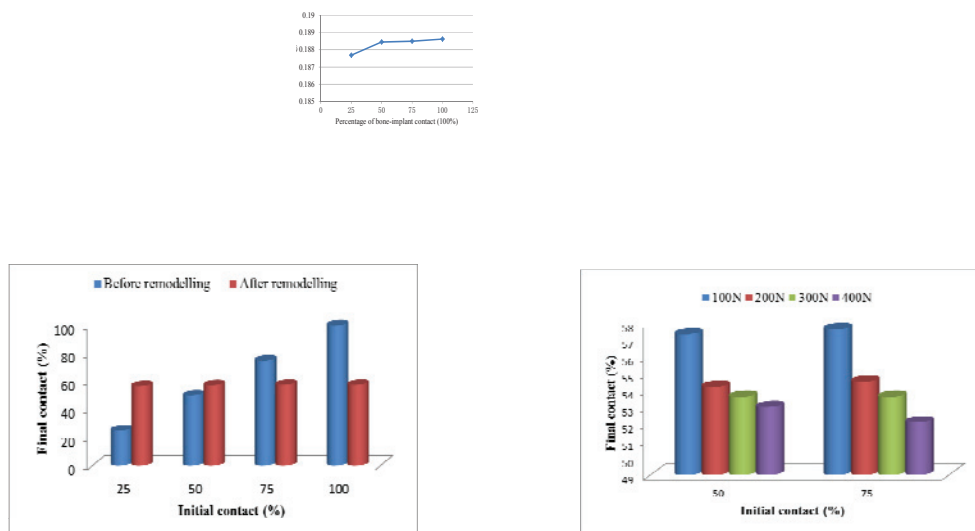 0.19
0.189
0.188
0.187
0.186
0.185
0 25 50 75 100 125
Percentage of bone-implant contact (100%)
Before remodelling After remodelling
100
80
60
40
20
0
Final contact (%)
25 50 75 100
Initial contact (%)
100N 200N 300N 400N
58
57
56
55
54
53
52
51
50
49
Final contact (%)
50 75
Initial contact (%)